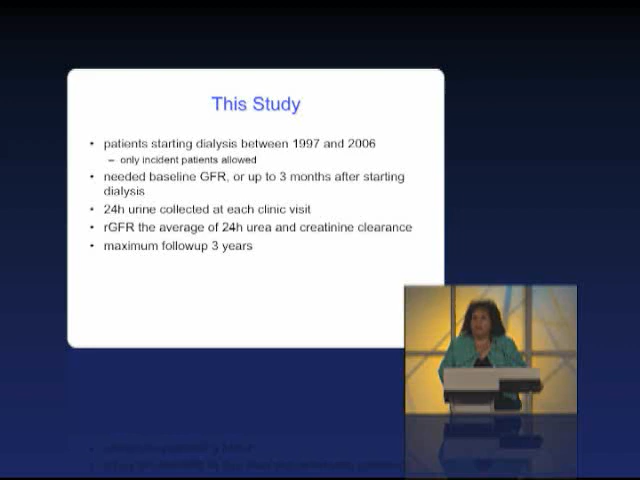 This Study
• patients starting dialysis between 1997 and 2006
– only incident patients allowed
• needed baseline GFR, or up to 3 months after starting
dialysis
• 24h urine collected at each clinic visit
• rGFR the average of 24h urea and creatinine clearance
• maximum followup 3 years